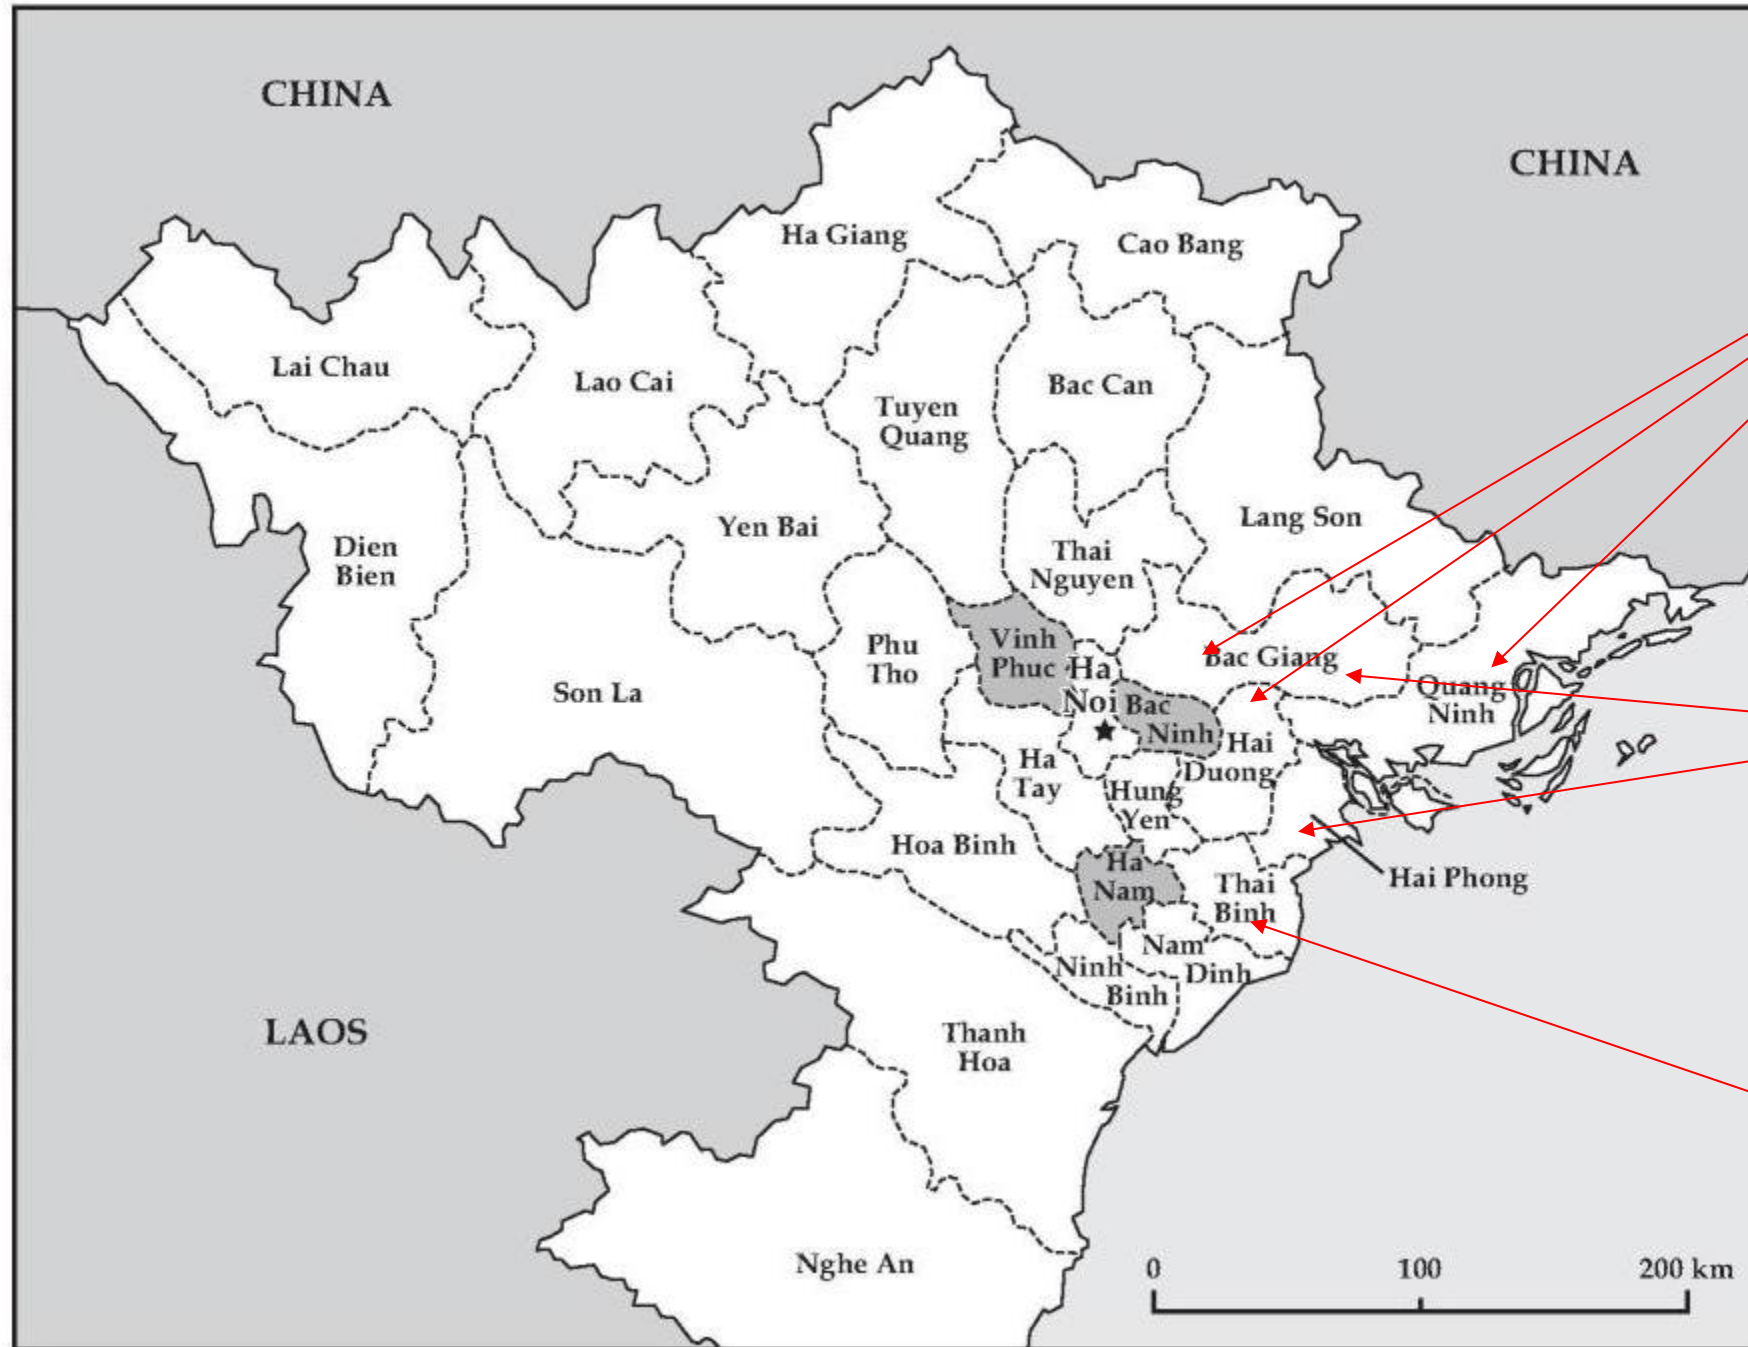 CHINA
CHINA
Ha Giang
Cao Bang
Lai Chau
Lao Cai
Bac Can
Tuyen
Quang
Lang Son
Yen Bai
Dien
Bien
Thai
Nguyen
Phu
Tho
Vinh
Phuc
Ha
Noi
Bac Giang
Son La
Quang
Ninh
Bac
Ninh
Hai
Duong
Ha
Tay
Hung
Yen
Hoa Binh
Ha
Nam
Thai
Binh
Hai Phong
Nam
Dinh
Ninh
Binh
LAOS
Thanh
Hoa
Nghe An
0 100 200 km